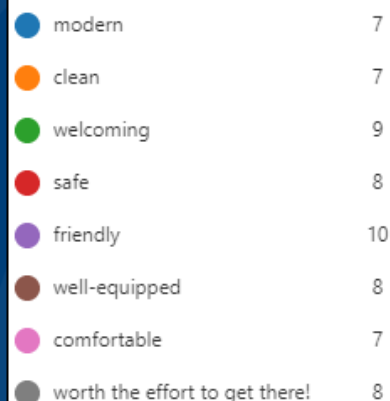 modern 7
clean 7
welcoming 9
safe 8
friendly 10
well-equipped 8
comfortable 7
worth the effort to get there! 8